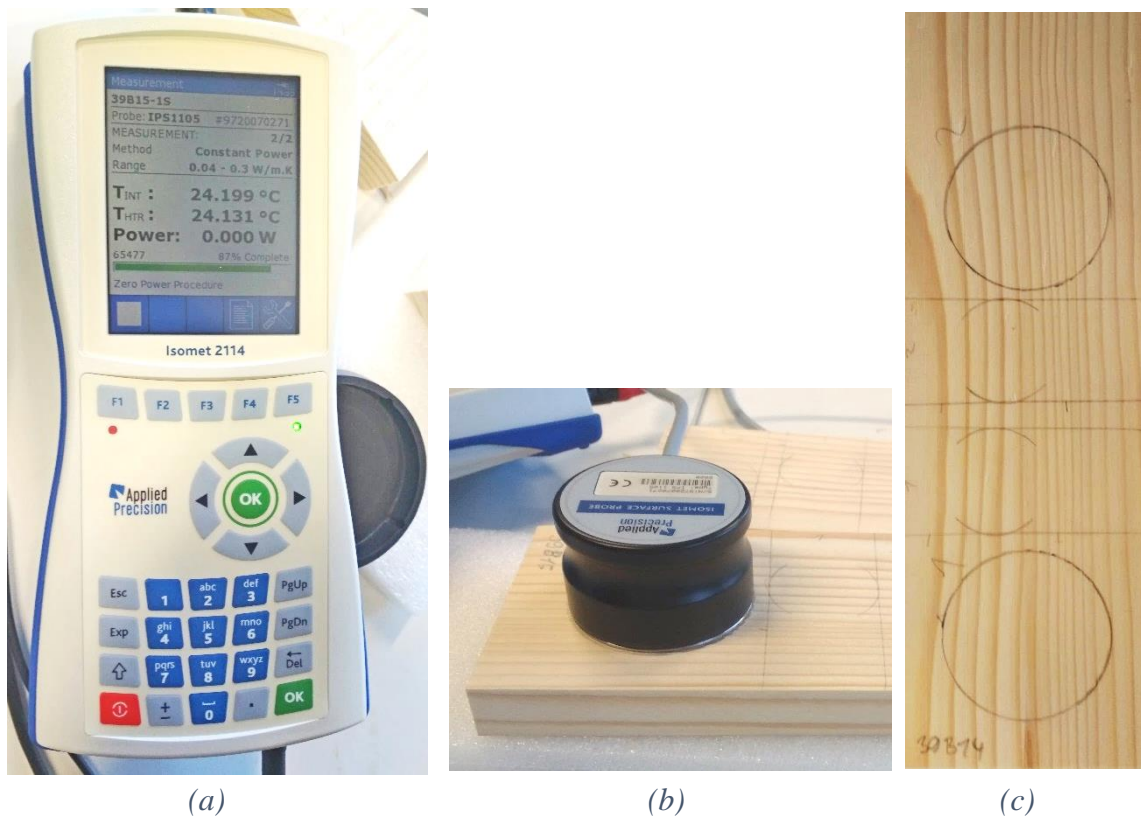 Measurement
39B15-1S
Probe: IPS1105 #9720070271
MEASUREMENT: 2/2
Method Constant Power
Range 0.04 - 0.3 W/m.K
TINT : 24.199 °C
THTR : 24.131 °C
Power: 0.000 W
65477 87% Complete
Zero Power Procedure
Isomet 2114
F1 F2 F3 F4 F5
Applied
Precision
OK
Esc 1 abc 2 def 3 PgUp
Exp ghi 4 jkl 5 mno 6 PgDn
pqrs 7 tuv 8 wxyz 9 Del
± 0 . OK
ISOMET SURFACE PROBE
Applied
Precision
CE
39B14
(a) (b) (c)